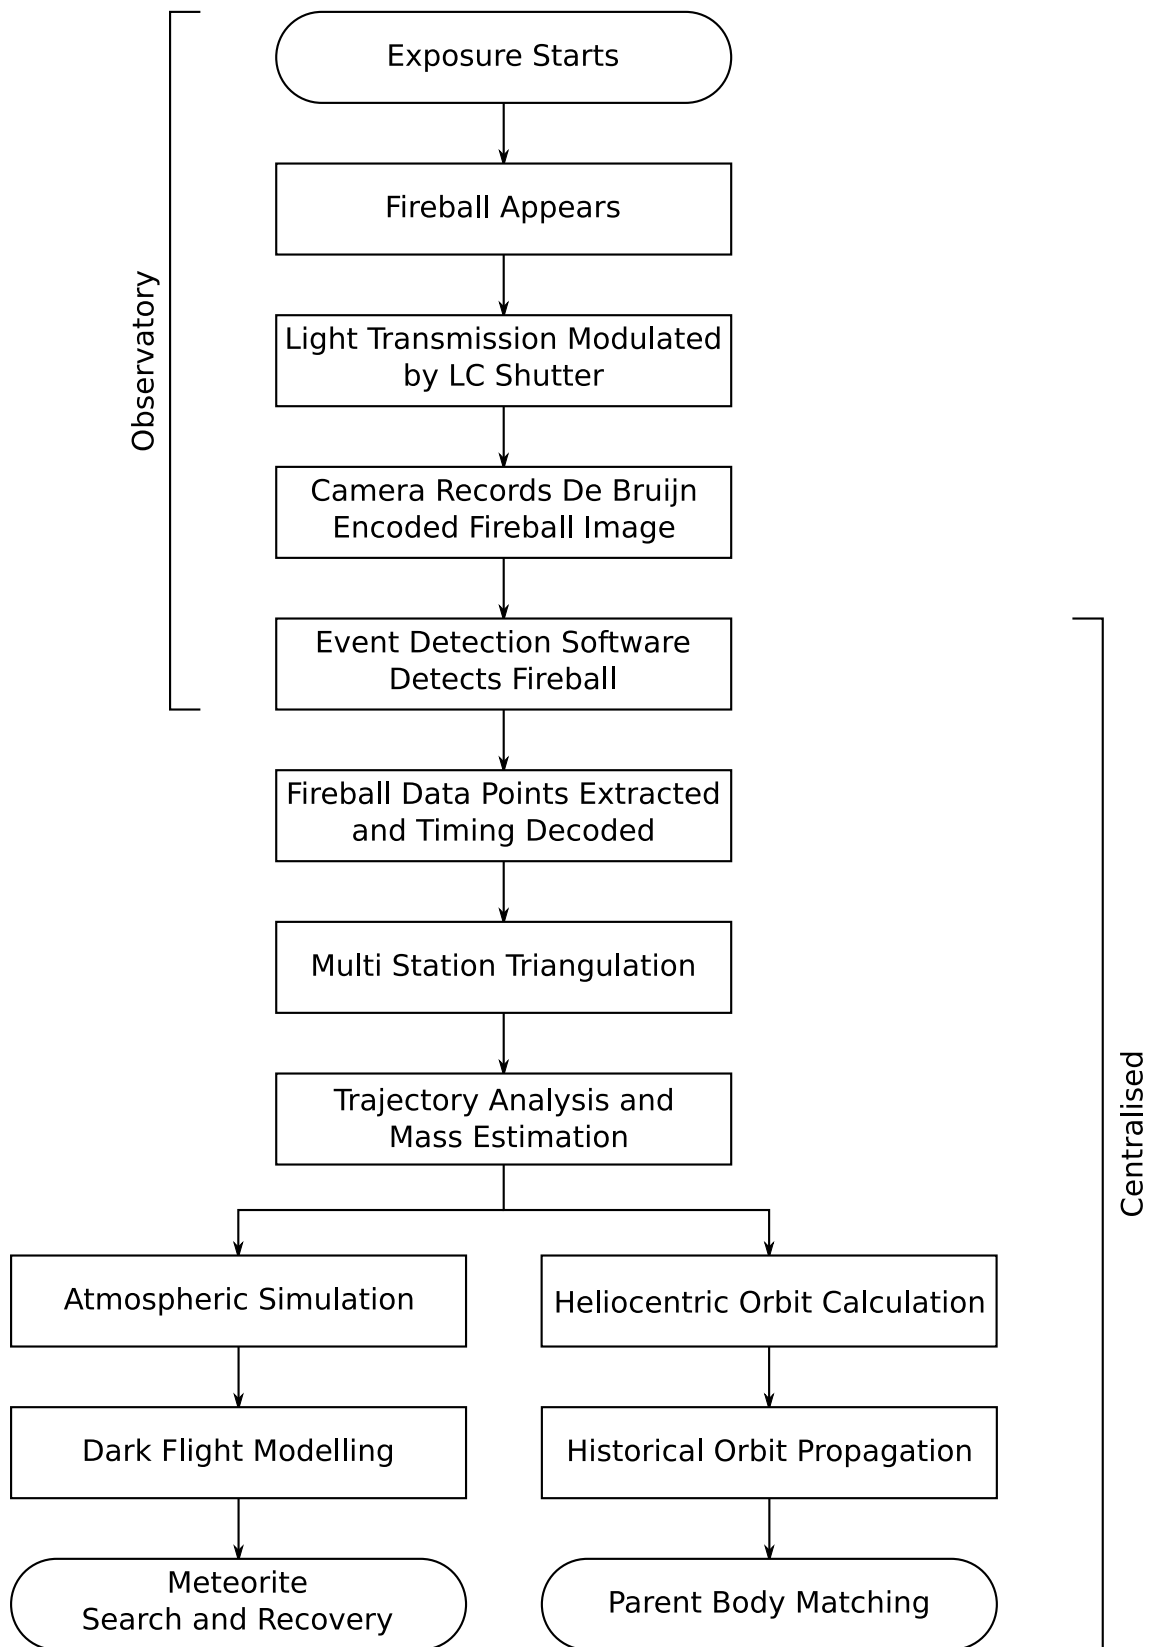 Exposure Starts
Fireball Appears
Observatory
Light Transmission Modulated
by LC Shutter
Camera Records De Bruijn
Encoded Fireball Image
Event Detection Software
Detects Fireball
Fireball Data Points Extracted
and Timing Decoded
Multi Station Triangulation
Trajectory Analysis and
Mass Estimation
Centralised
Atmospheric Simulation
Heliocentric Orbit Calculation
Dark Flight Modelling
Historical Orbit Propagation
Meteorite
Search and Recovery
Parent Body Matching